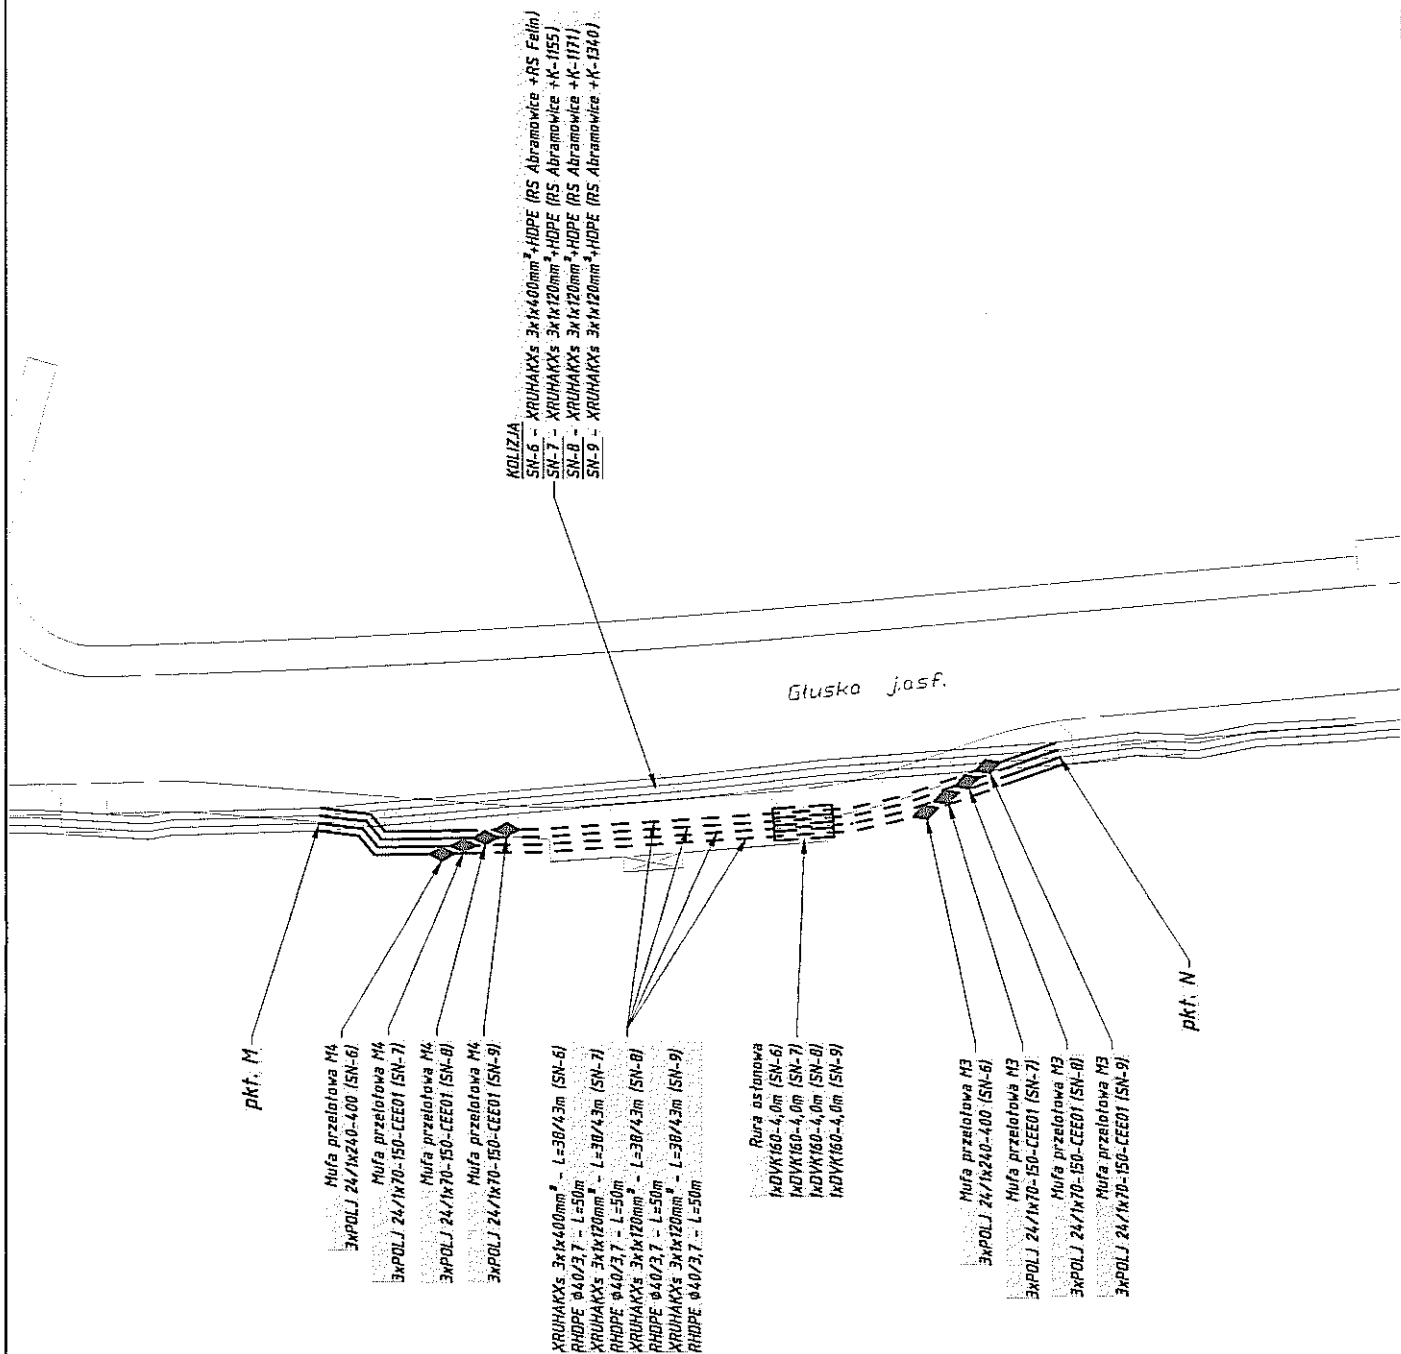 KOLIZJA
SN-6 - XRUHAKXs 3x1x400mm²+HDPE (RS Abramowice +RS Felin)
SN-7 - XRUHAKXs 3x1x120mm²+HDPE (RS Abramowice +K-1155)
SN-8 - XRUHAKXs 3x1x120mm²+HDPE (RS Abramowice +K-1171)
SN-9 - XRUHAKXs 3x1x120mm²+HDPE (RS Abramowice +K-1340)
Głuska j.asf.
pkt. M
Mufa przelotowa M4
3xPOLJ 24/1x240-400 (SN-6)
Mufa przelotowa M4
3xPOLJ 24/1x70-150-CEE01 (SN-7)
Mufa przelotowa M4
3xPOLJ 24/1x70-150-CEE01 (SN-8)
Mufa przelotowa M4
3xPOLJ 24/1x70-150-CEE01 (SN-9)
XRUHAKXs 3x1x400mm² - L=38/43m (SN-6)
RHDPE ϕ40/3,7 - L=50m
XRUHAKXs 3x1x120mm² - L=38/43m (SN-7)
RHDPE ϕ40/3,7 - L=50m
XRUHAKXs 3x1x120mm² - L=38/43m (SN-8)
RHDPE ϕ40/3,7 - L=50m
XRUHAKXs 3x1x120mm² - L=38/43m (SN-9)
RHDPE ϕ40/3,7 - L=50m
Rura osłonowa
1xDVK160-4,0m (SN-6)
1xDVK160-4,0m (SN-7)
1xDVK160-4,0m (SN-8)
1xDVK160-4,0m (SN-9)
Mufa przelotowa M3
3xPOLJ 24/1x240-400 (SN-6)
Mufa przelotowa M3
3xPOLJ 24/1x70-150-CEE01 (SN-7)
Mufa przelotowa M3
3xPOLJ 24/1x70-150-CEE01 (SN-8)
Mufa przelotowa M3
3xPOLJ 24/1x70-150-CEE01 (SN-9)
pkt. N